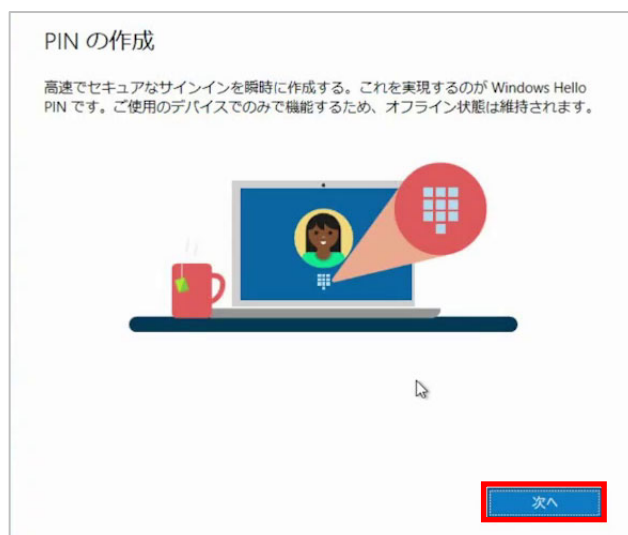 PIN の作成
高速でセキュアなサインインを瞬時に作成する。これを実現するのが Windows Hello
PIN です。ご使用のデバイスでのみで機能するため、オフライン状態は維持されます。
次へ